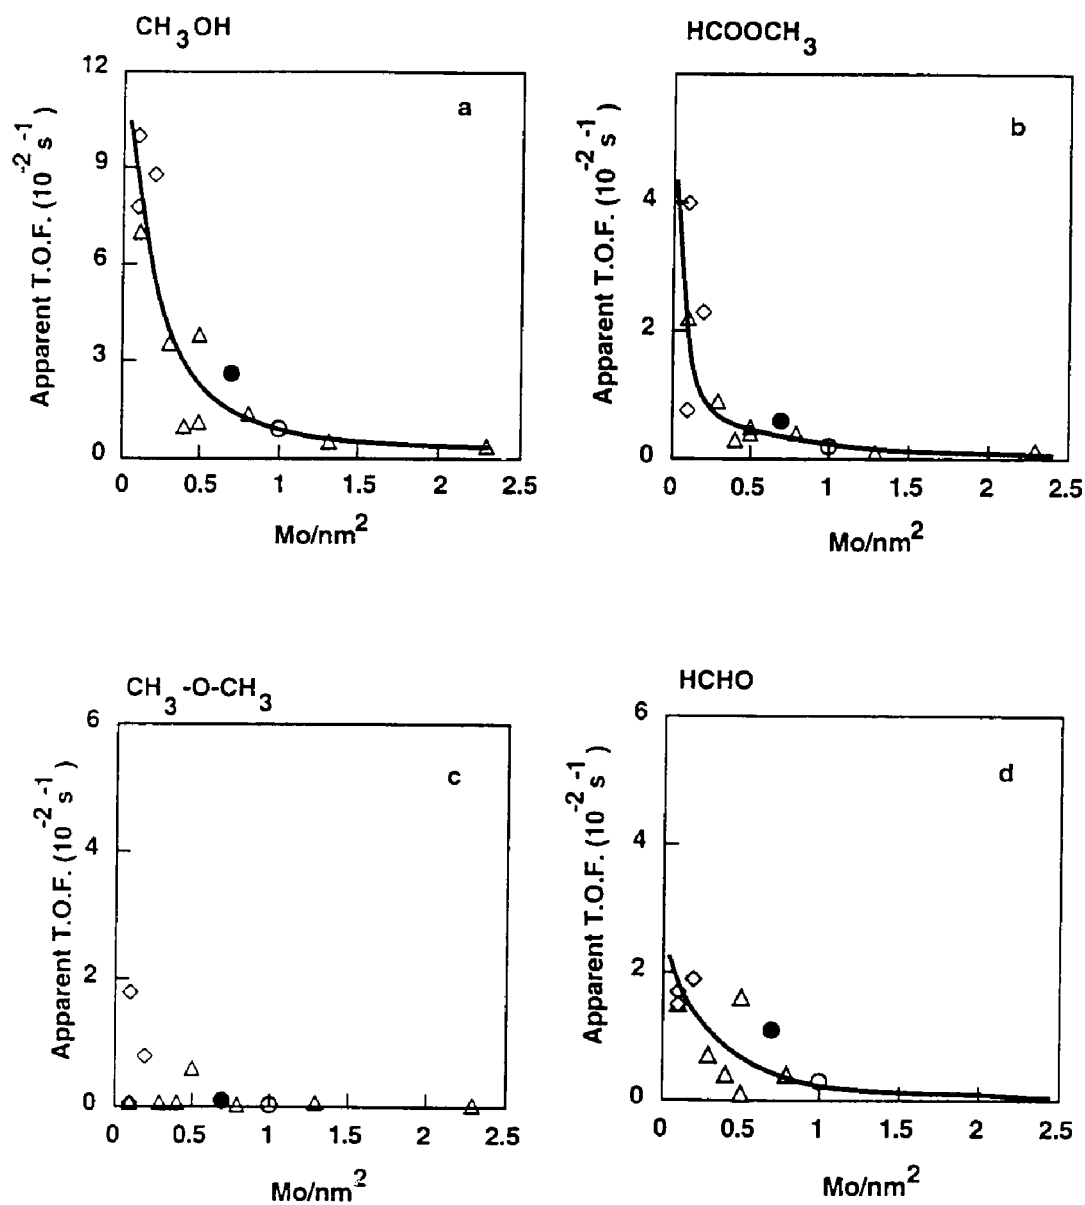 CH3OH
a
12
9
6
3
0
0 0.5 1 1.5 2 2.5
Apparent T.O.F. (10-2 s-1)
Mo/nm2
HCOOCH3
b
4
2
0
0 0.5 1 1.5 2 2.5
Apparent T.O.F. (10-2 s-1)
Mo/nm2
CH3-O-CH3
c
6
4
2
0
0 0.5 1 1.5 2 2.5
Apparent T.O.F. (10-2 s-1)
Mo/nm2
HCHO
d
6
4
2
0
0 0.5 1 1.5 2 2.5
Apparent T.O.F. (10-2 s-1)
Mo/nm2